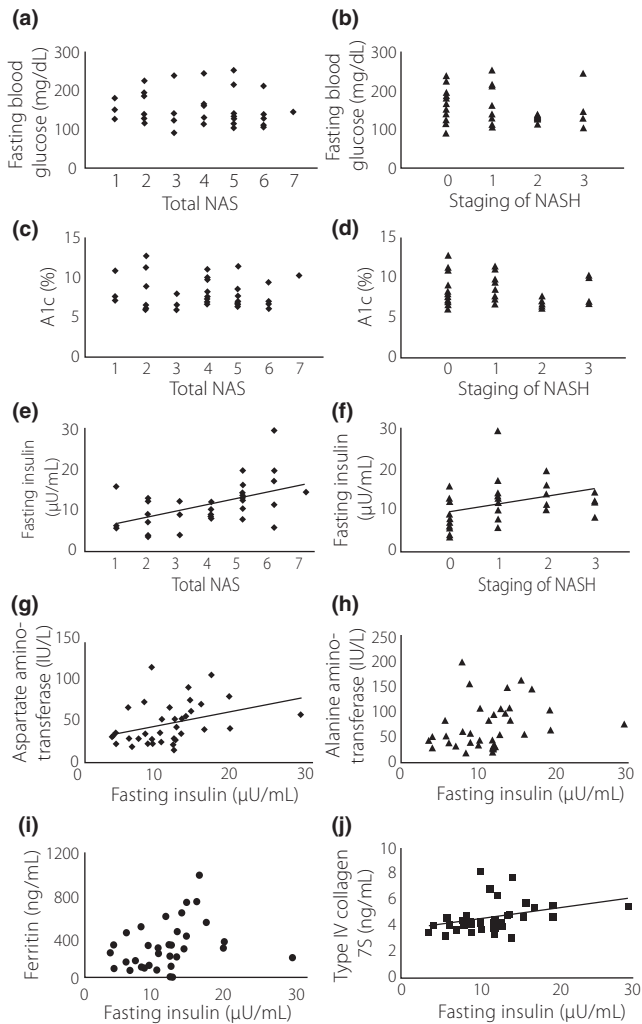 (a)
Fasting blood
glucose (mg/dL)
300
200
100
0
1 2 3 4 5 6 7
Total NAS
(b)
Fasting blood
glucose (mg/dL)
300
200
100
0
0 1 2 3
Staging of NASH
(c)
A1c (%)
15
10
5
0
1 2 3 4 5 6 7
Total NAS
(d)
A1c (%)
15
10
5
0
0 1 2 3
Staging of NASH
(e)
Fasting insulin
(µU/mL)
30
20
10
0
1 2 3 4 5 6 7
Total NAS
(f)
Fasting insulin
(µU/mL)
30
20
10
0
0 1 2 3
Staging of NASH
(g)
Aspartate amino-
transferase (IU/L)
150
100
50
0
0 10 20 30
Fasting insulin (µU/mL)
(h)
Alanine amino-
transferase (IU/L)
250
200
150
100
50
0
0 10 20 30
Fasting insulin (µU/mL)
(i)
Ferritin (ng/mL)
1200
800
400
0
0 10 20 30
Fasting insulin (µU/mL)
(j)
Type IV collagen
7S (ng/mL)
10
8
6
4
2
0
0 10 20 30
Fasting insulin (µU/mL)